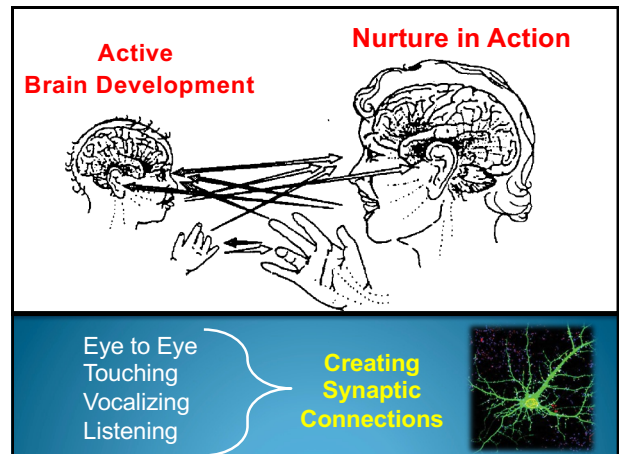 Active
Brain Development
Nurture in Action
Eye to Eye
Touching
Vocalizing
Listening
Creating
Synaptic
Connections